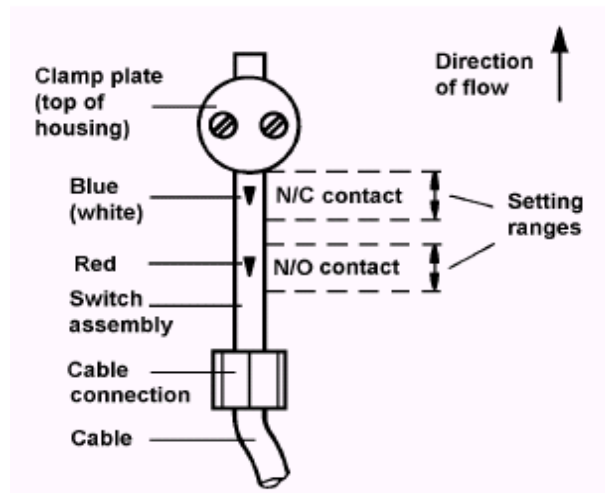 Clamp plate
(top of
housing)
Direction
of flow
Blue
(white)
N/C contact
Setting
ranges
Red
N/O contact
Switch
assembly
Cable
connection
Cable